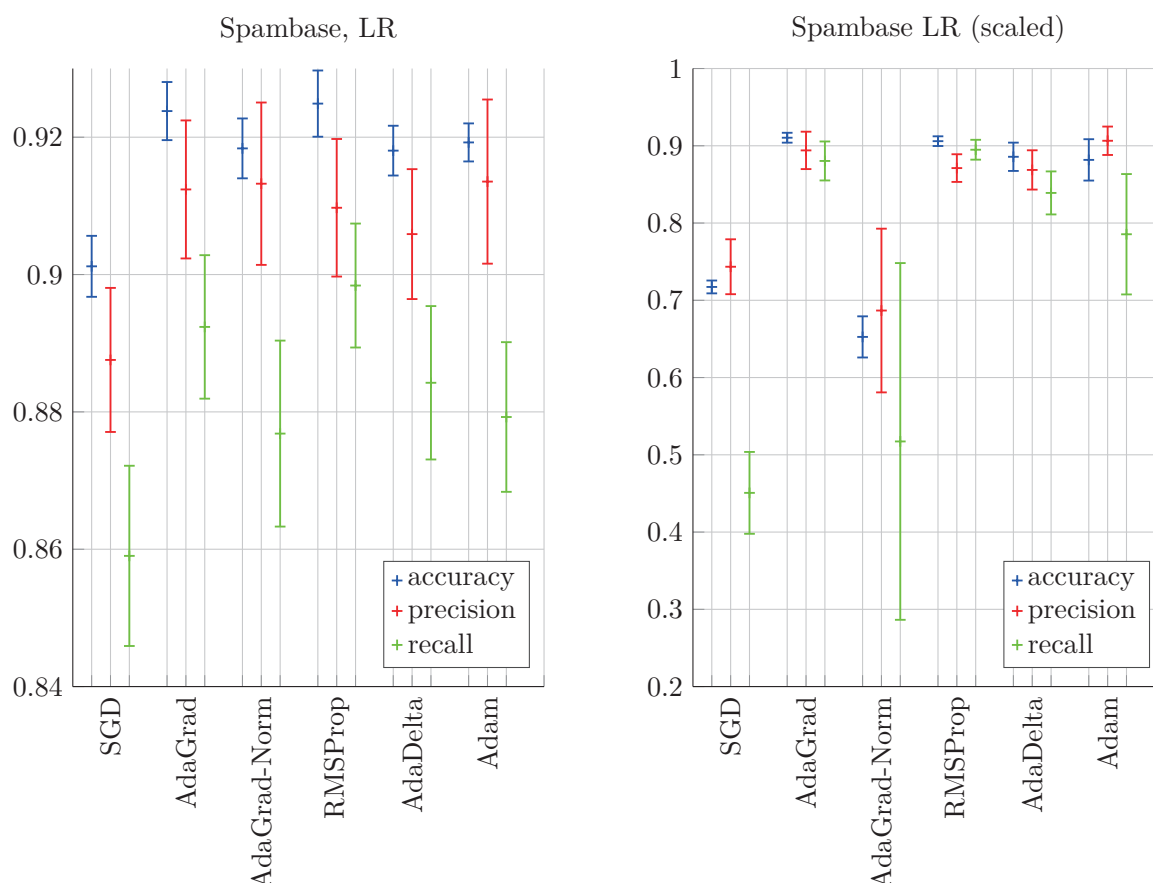 Spambase, LR
0.92
0.9
0.88
0.86
0.84
accuracy
precision
recall
SGD
AdaGrad
AdaGrad-Norm
RMSProp
AdaDelta
Adam
Spambase LR (scaled)
1
0.9
0.8
0.7
0.6
0.5
0.4
0.3
0.2
accuracy
precision
recall
SGD
AdaGrad
AdaGrad-Norm
RMSProp
AdaDelta
Adam